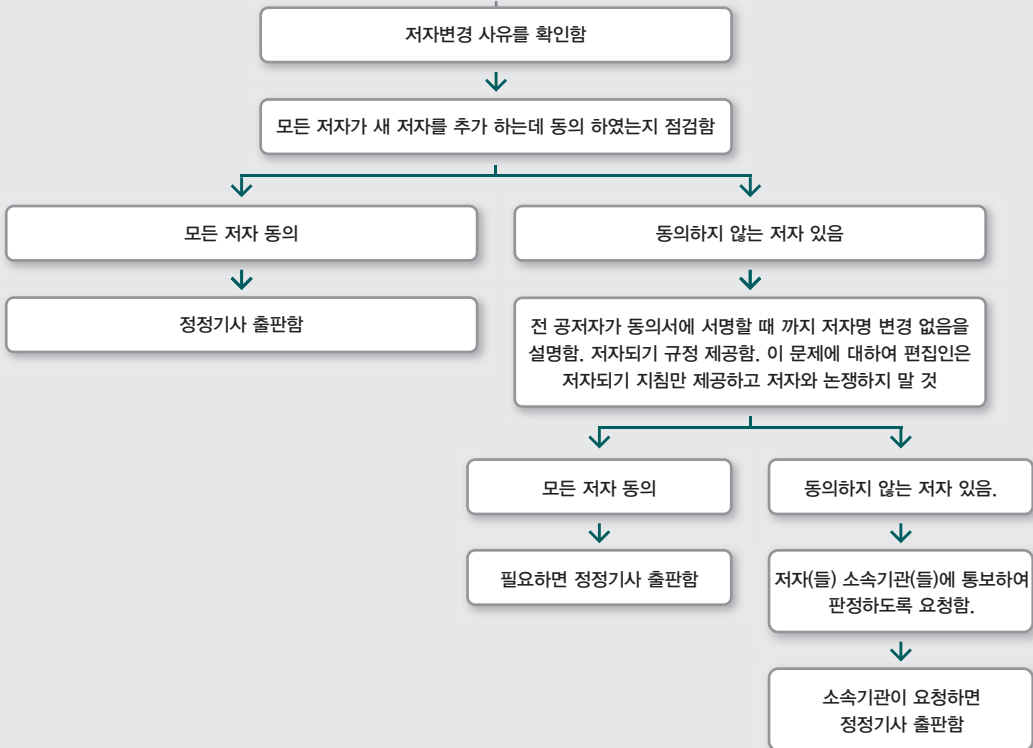 저자변경 사유를 확인함
모든 저자가 새 저자를 추가 하는데 동의 하였는지 점검함
모든 저자 동의
동의하지 않는 저자 있음
정정기사 출판함
전 공저자가 동의서에 서명할 때 까지 저자명 변경 없음을
설명함. 저자되기 규정 제공함. 이 문제에 대하여 편집인은
저자되기 지침만 제공하고 저자와 논쟁하지 말 것
모든 저자 동의
동의하지 않는 저자 있음.
필요하면 정정기사 출판함
저자(들) 소속기관(들)에 통보하여
판정하도록 요청함.
소속기관이 요청하면
정정기사 출판함